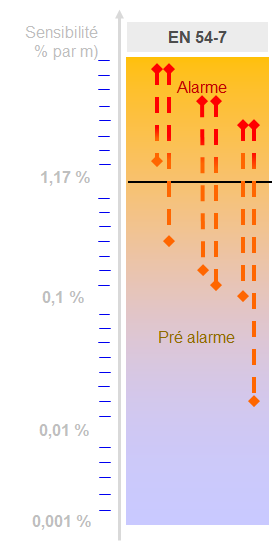 Sensibilité
% par m)
EN 54-7
Alarme
1,17 %
0,1 %
Pré alarme
0,01 %
0,001 %